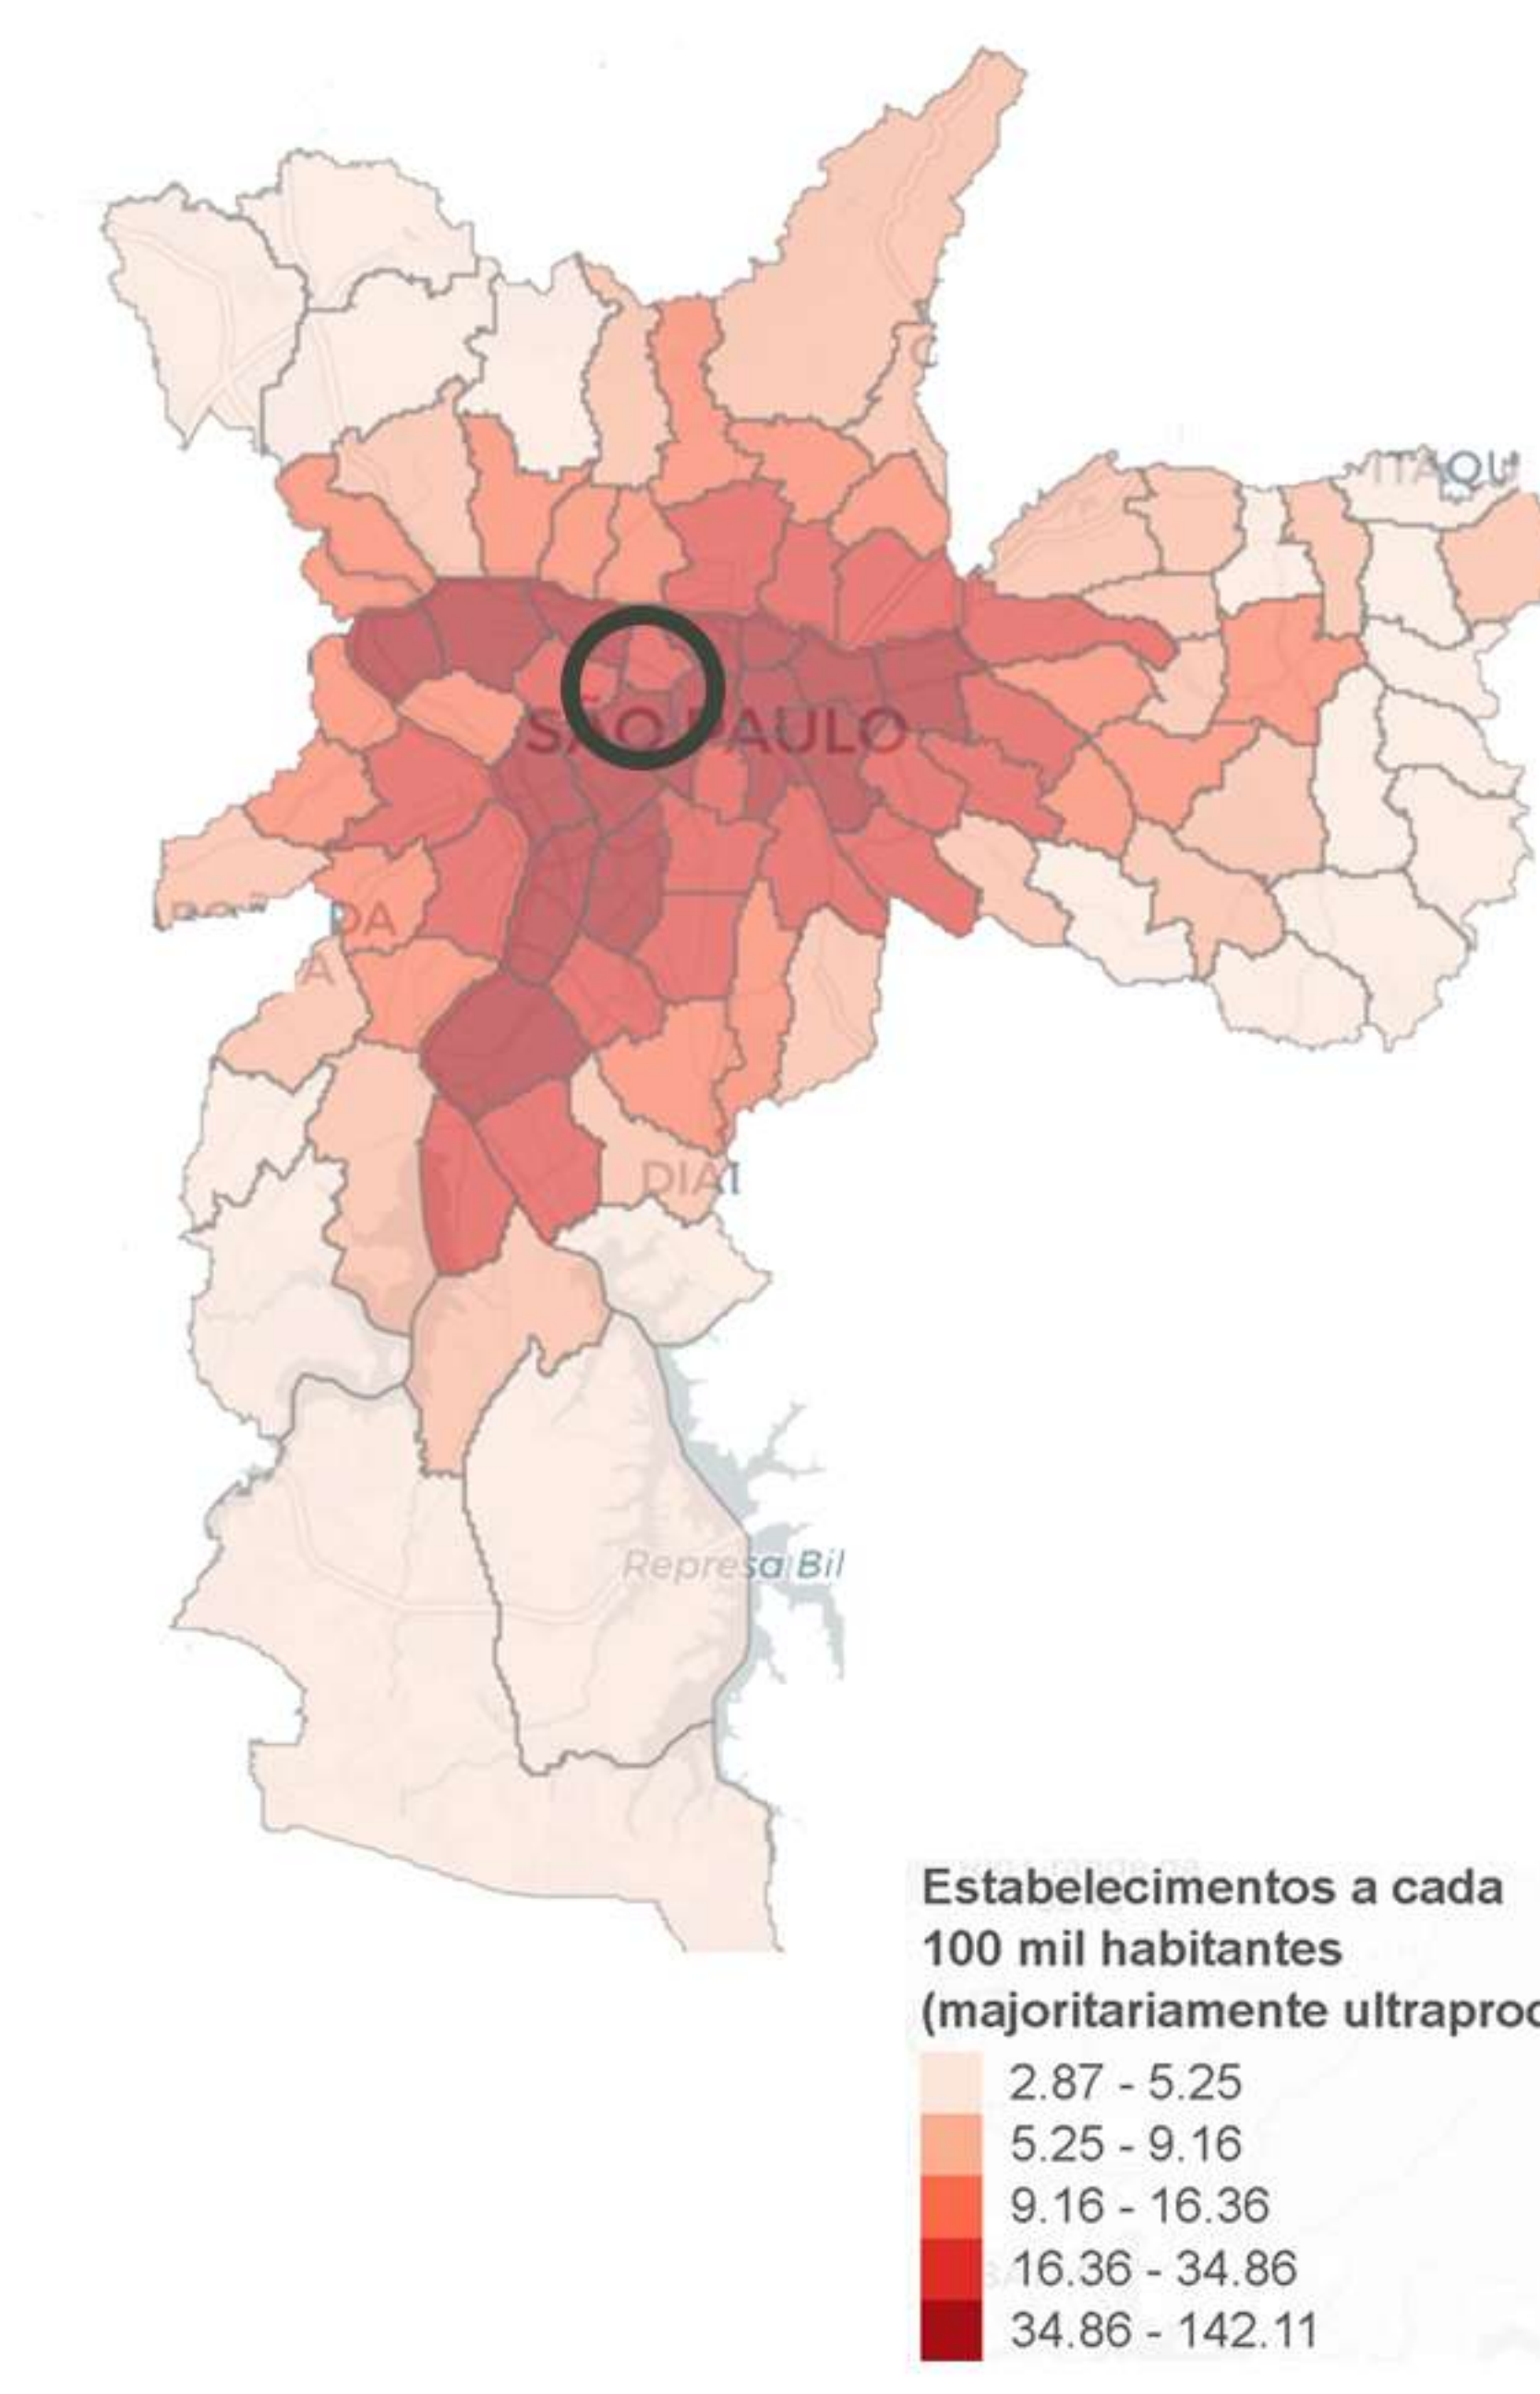 ITAQU
SÃO PAULO
DA
A
DIAI
Represa Bil
Estabelecimentos a cada
100 mil habitantes
(majoritariamente ultraproc
2.87 - 5.25
5.25 - 9.16
9.16 - 16.36
16.36 - 34.86
34.86 - 142.11